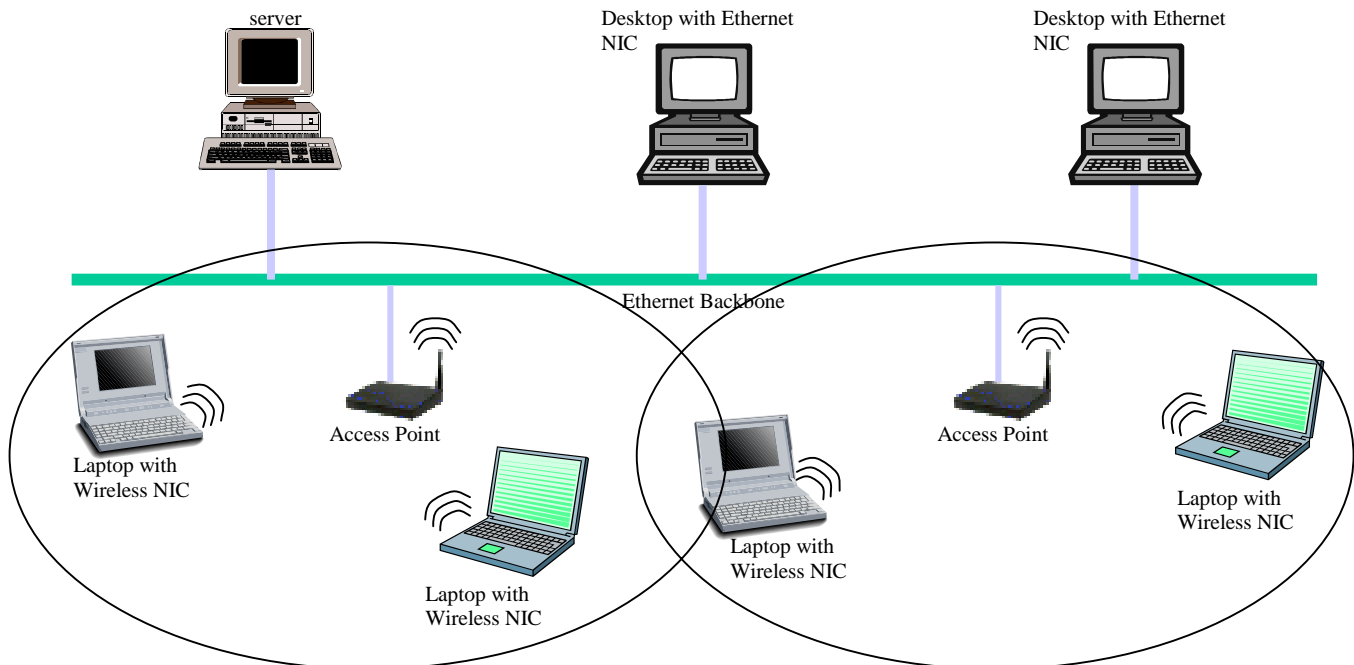 server
Desktop with Ethernet
NIC
Desktop with Ethernet
NIC
Ethernet Backbone
Access Point
Access Point
Laptop with
Wireless NIC
Laptop with
Wireless NIC
Laptop with
Wireless NIC
Laptop with
Wireless NIC